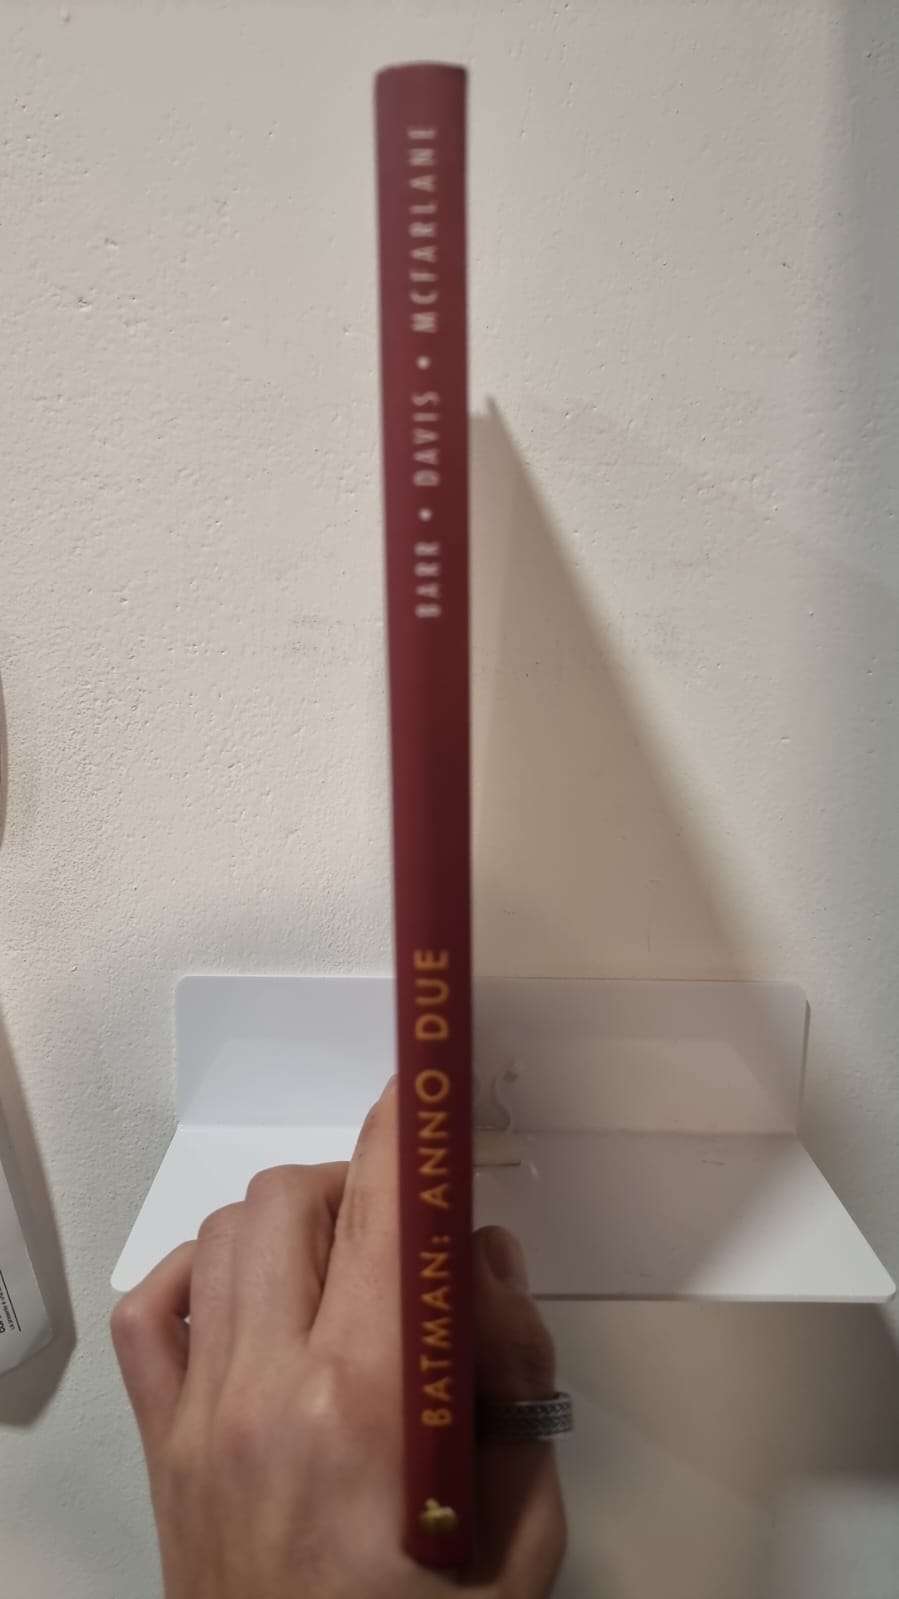 BATMAN: ANNO DUE
BARR • DAVIS • MCFARLANE